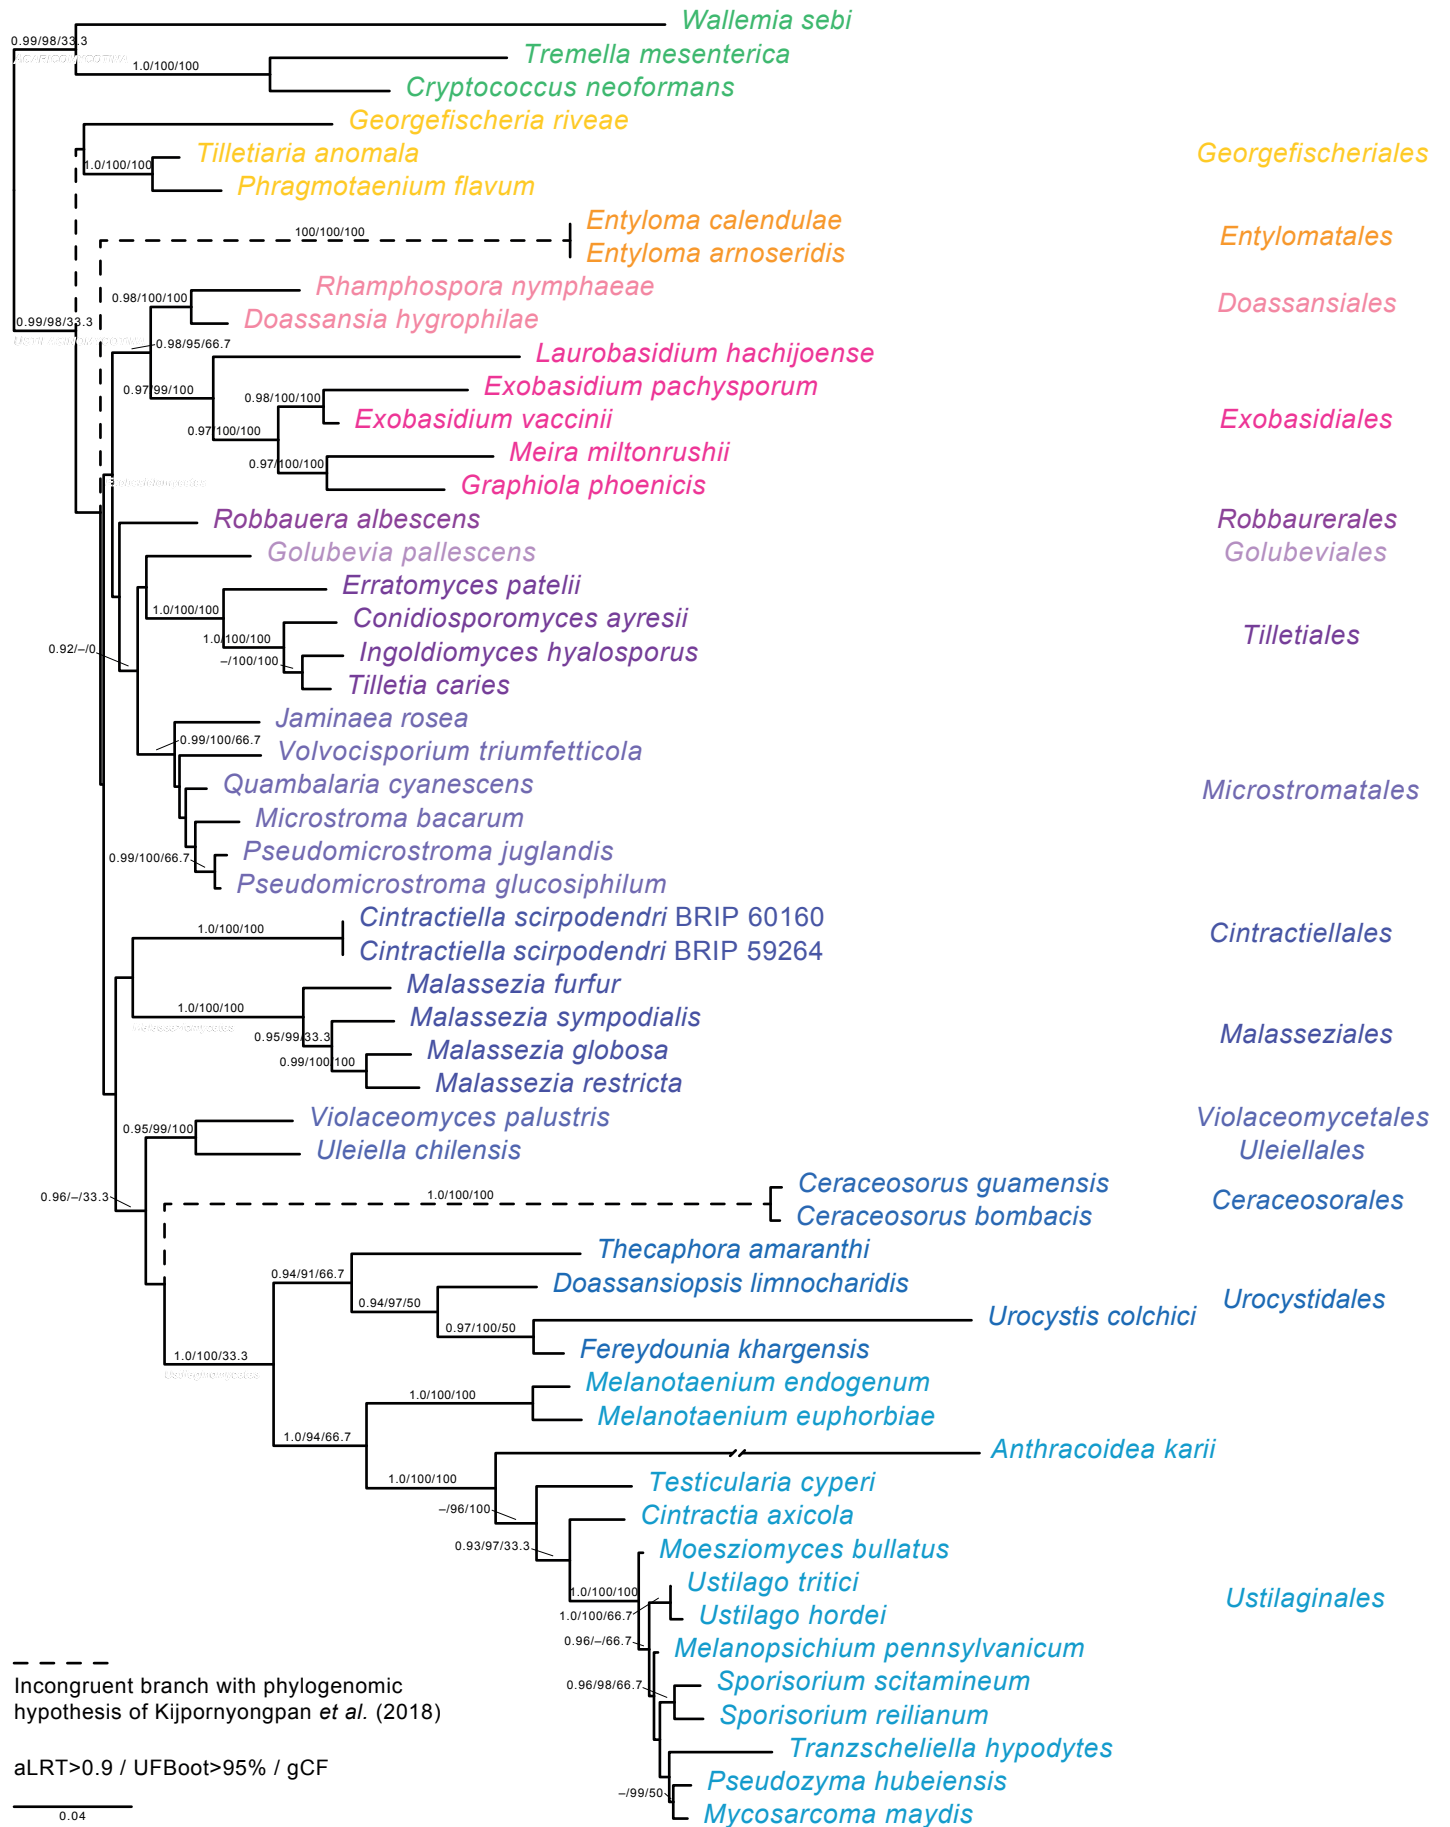 Wallemia sebi
0.99/98/33.3
Tremella mesenterica
AGARICOMYCOTINA
1.0/100/100
Cryptococcus neoformans
Georgefischeria riveae
Tilletiaria anomala
Georgefischeriales
1.0/100/100
Phragmotaenium flavum
Entyloma calendulae
100/100/100
Entylomatales
Entyloma arnoseridis
Rhamphospora nymphaeae
0.98/100/100
Doassansiales
Doassansia hygrophilae
0.99/98/33.3
USTILAGINOMYCOTINA
0.98/95/66.7
Laurobasidium hachijoense
Exobasidium pachysporum
0.97/99/100
0.98/100/100
Exobasidium vaccinii
Exobasidiales
0.97/100/100
Meira miltonrushii
0.97/100/100
Exobasidiomycetes
Graphiola phoenicis
Robbauera albescens
Robbaurerales
Golubevia pallescens
Golubeviales
Erratomyces patelii
1.0/100/100
Conidiosporomyces ayresii
Tilletiales
1.0/100/100
0.92/–/0
Ingoldiomyces hyalosporus
–/100/100
Tilletia caries
Jaminaea rosea
0.99/100/66.7
Volvocisporium triumfetticola
Quambalaria cyanescens
Microstromatales
Microstroma bacarum
Pseudomicrostroma juglandis
0.99/100/66.7
Pseudomicrostroma glucosiphilum
Cintractiella scirpodendri BRIP 60160
1.0/100/100
Cintractiellales
Cintractiella scirpodendri BRIP 59264
Malassezia furfur
1.0/100/100
Malassezia sympodialis
Malasseziomycetes
Malasseziales
0.95/99/33.3
Malassezia globosa
0.99/100/100
Malassezia restricta
Violaceomyces palustris
Violaceomycetales
0.95/99/100
Uleiella chilensis
Uleiellales
Ceraceosorus guamensis
0.96/–/33.3
1.0/100/100
Ceraceosorales
Ceraceosorus bombacis
Thecaphora amaranthi
0.94/91/66.7
Doassansiopsis limnocharidis
Urocystidales
0.94/97/50
Urocystis colchici
0.97/100/50
Fereydounia khargensis
1.0/100/33.3
Ustilaginomycetes
Melanotaenium endogenum
1.0/100/100
Melanotaenium euphorbiae
1.0/94/66.7
Anthracoidea karii
1.0/100/100
Testicularia cyperi
–/96/100
Cintractia axicola
0.93/97/33.3
Moesziomyces bullatus
Ustilago tritici
1.0/100/100
Ustilaginales
1.0/100/66.7
Ustilago hordei
0.96/–/66.7
Melanopsichium pennsylvanicum
Sporisorium scitamineum
0.96/98/66.7
Sporisorium reilianum
Tranzscheliella hypodytes
Pseudozyma hubeiensis
–/99/50
Mycosarcoma maydis
Incongruent branch with phylogenomic
hypothesis of Kijpornyongpan et al. (2018)
aLRT>0.9 / UFBoot>95% / gCF
0.04